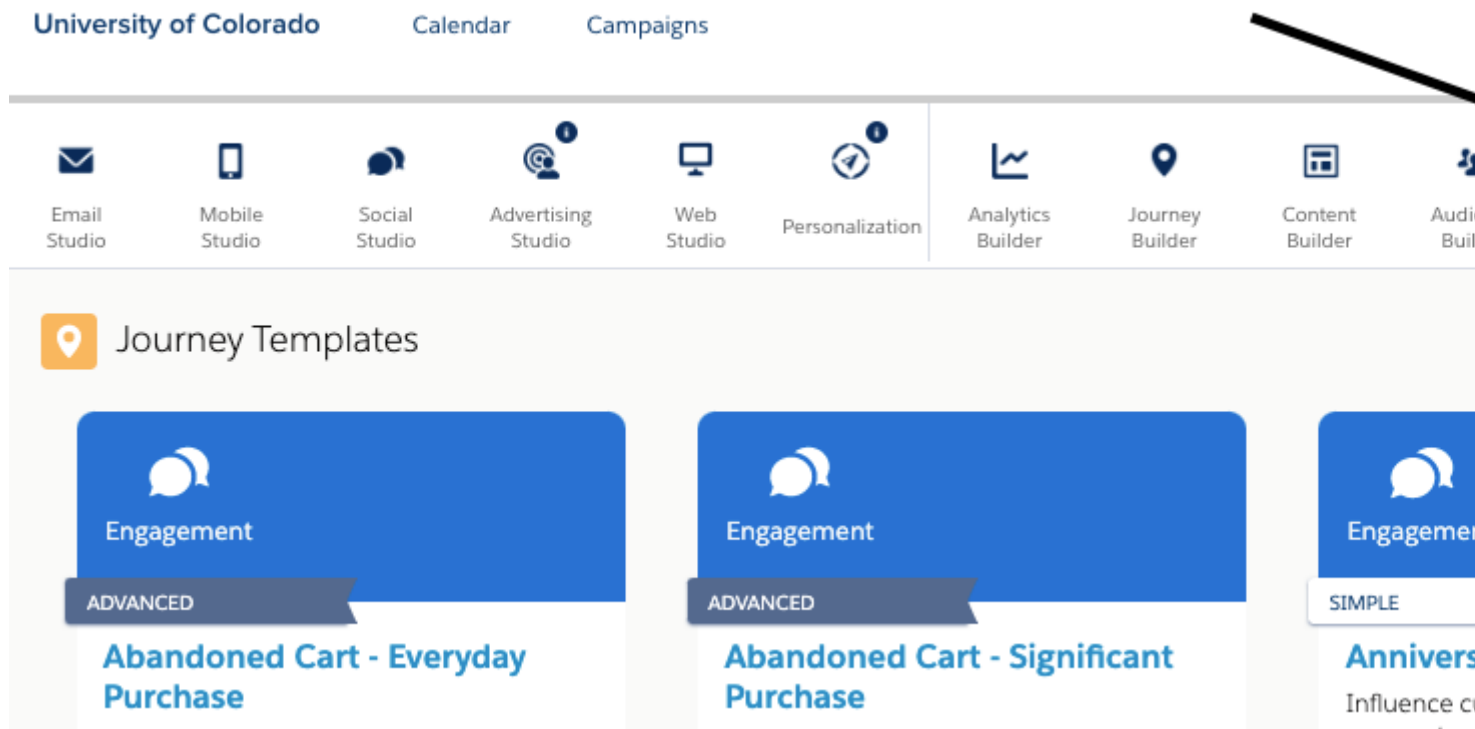 University of Colorado Calendar Campaigns
Email Studio
Mobile Studio
Social Studio
Advertising Studio
Web Studio
Personalization
Analytics Builder
Journey Builder
Content Builder
Journey Templates
Engagement
ADVANCED
Abandoned Cart - Everyday
Purchase
Engagement
ADVANCED
Abandoned Cart - Significant
Purchase
SIMPLE
Influence